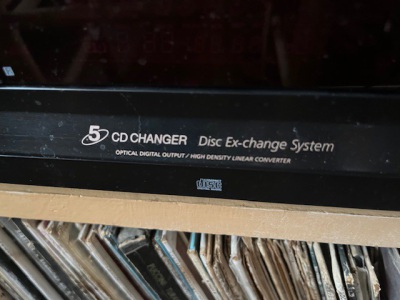 5 CD CHANGER Disc Ex-change System
OPTICAL DIGITAL OUTPUT / HIGH DENSITY LINEAR CONVERTER